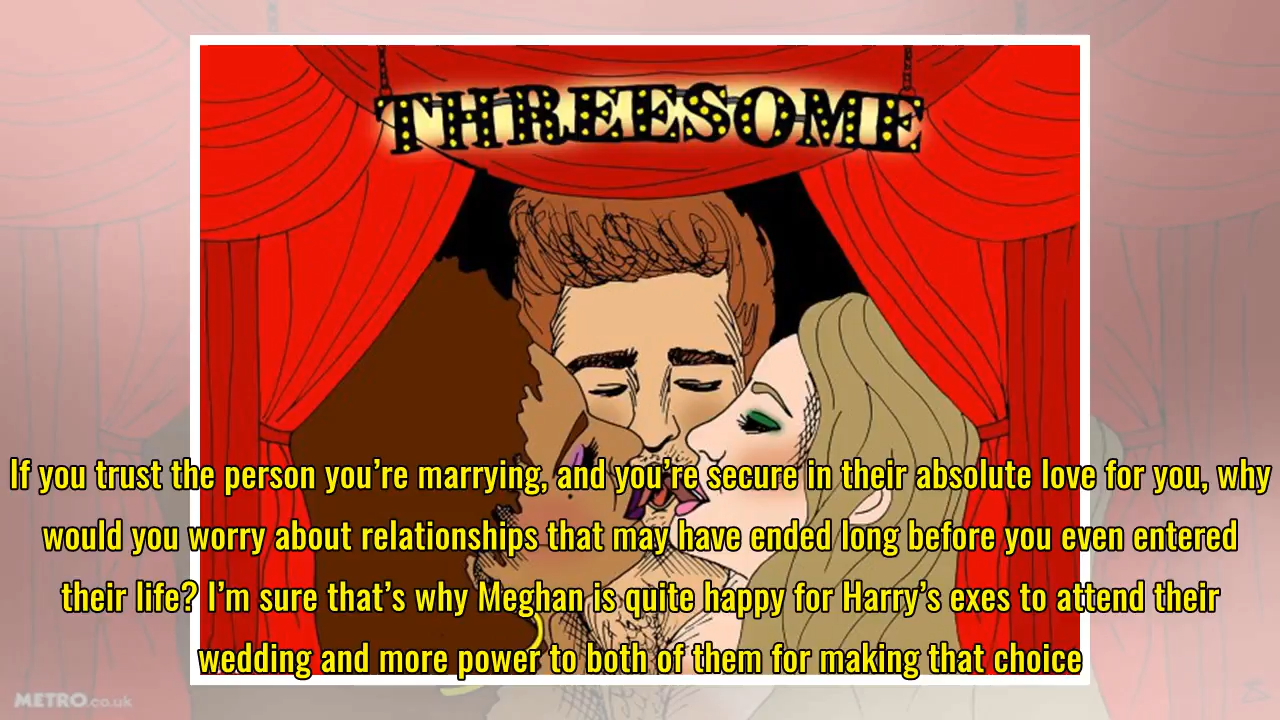 THREESOME
If you trust the person you’re marrying, and you’re secure in their absolute love for you, why
would you worry about relationships that may have ended long before you even entered
their life? I’m sure that’s why Meghan is quite happy for Harry’s exes to attend their
wedding and more power to both of them for making that choice
METRO.co.uk